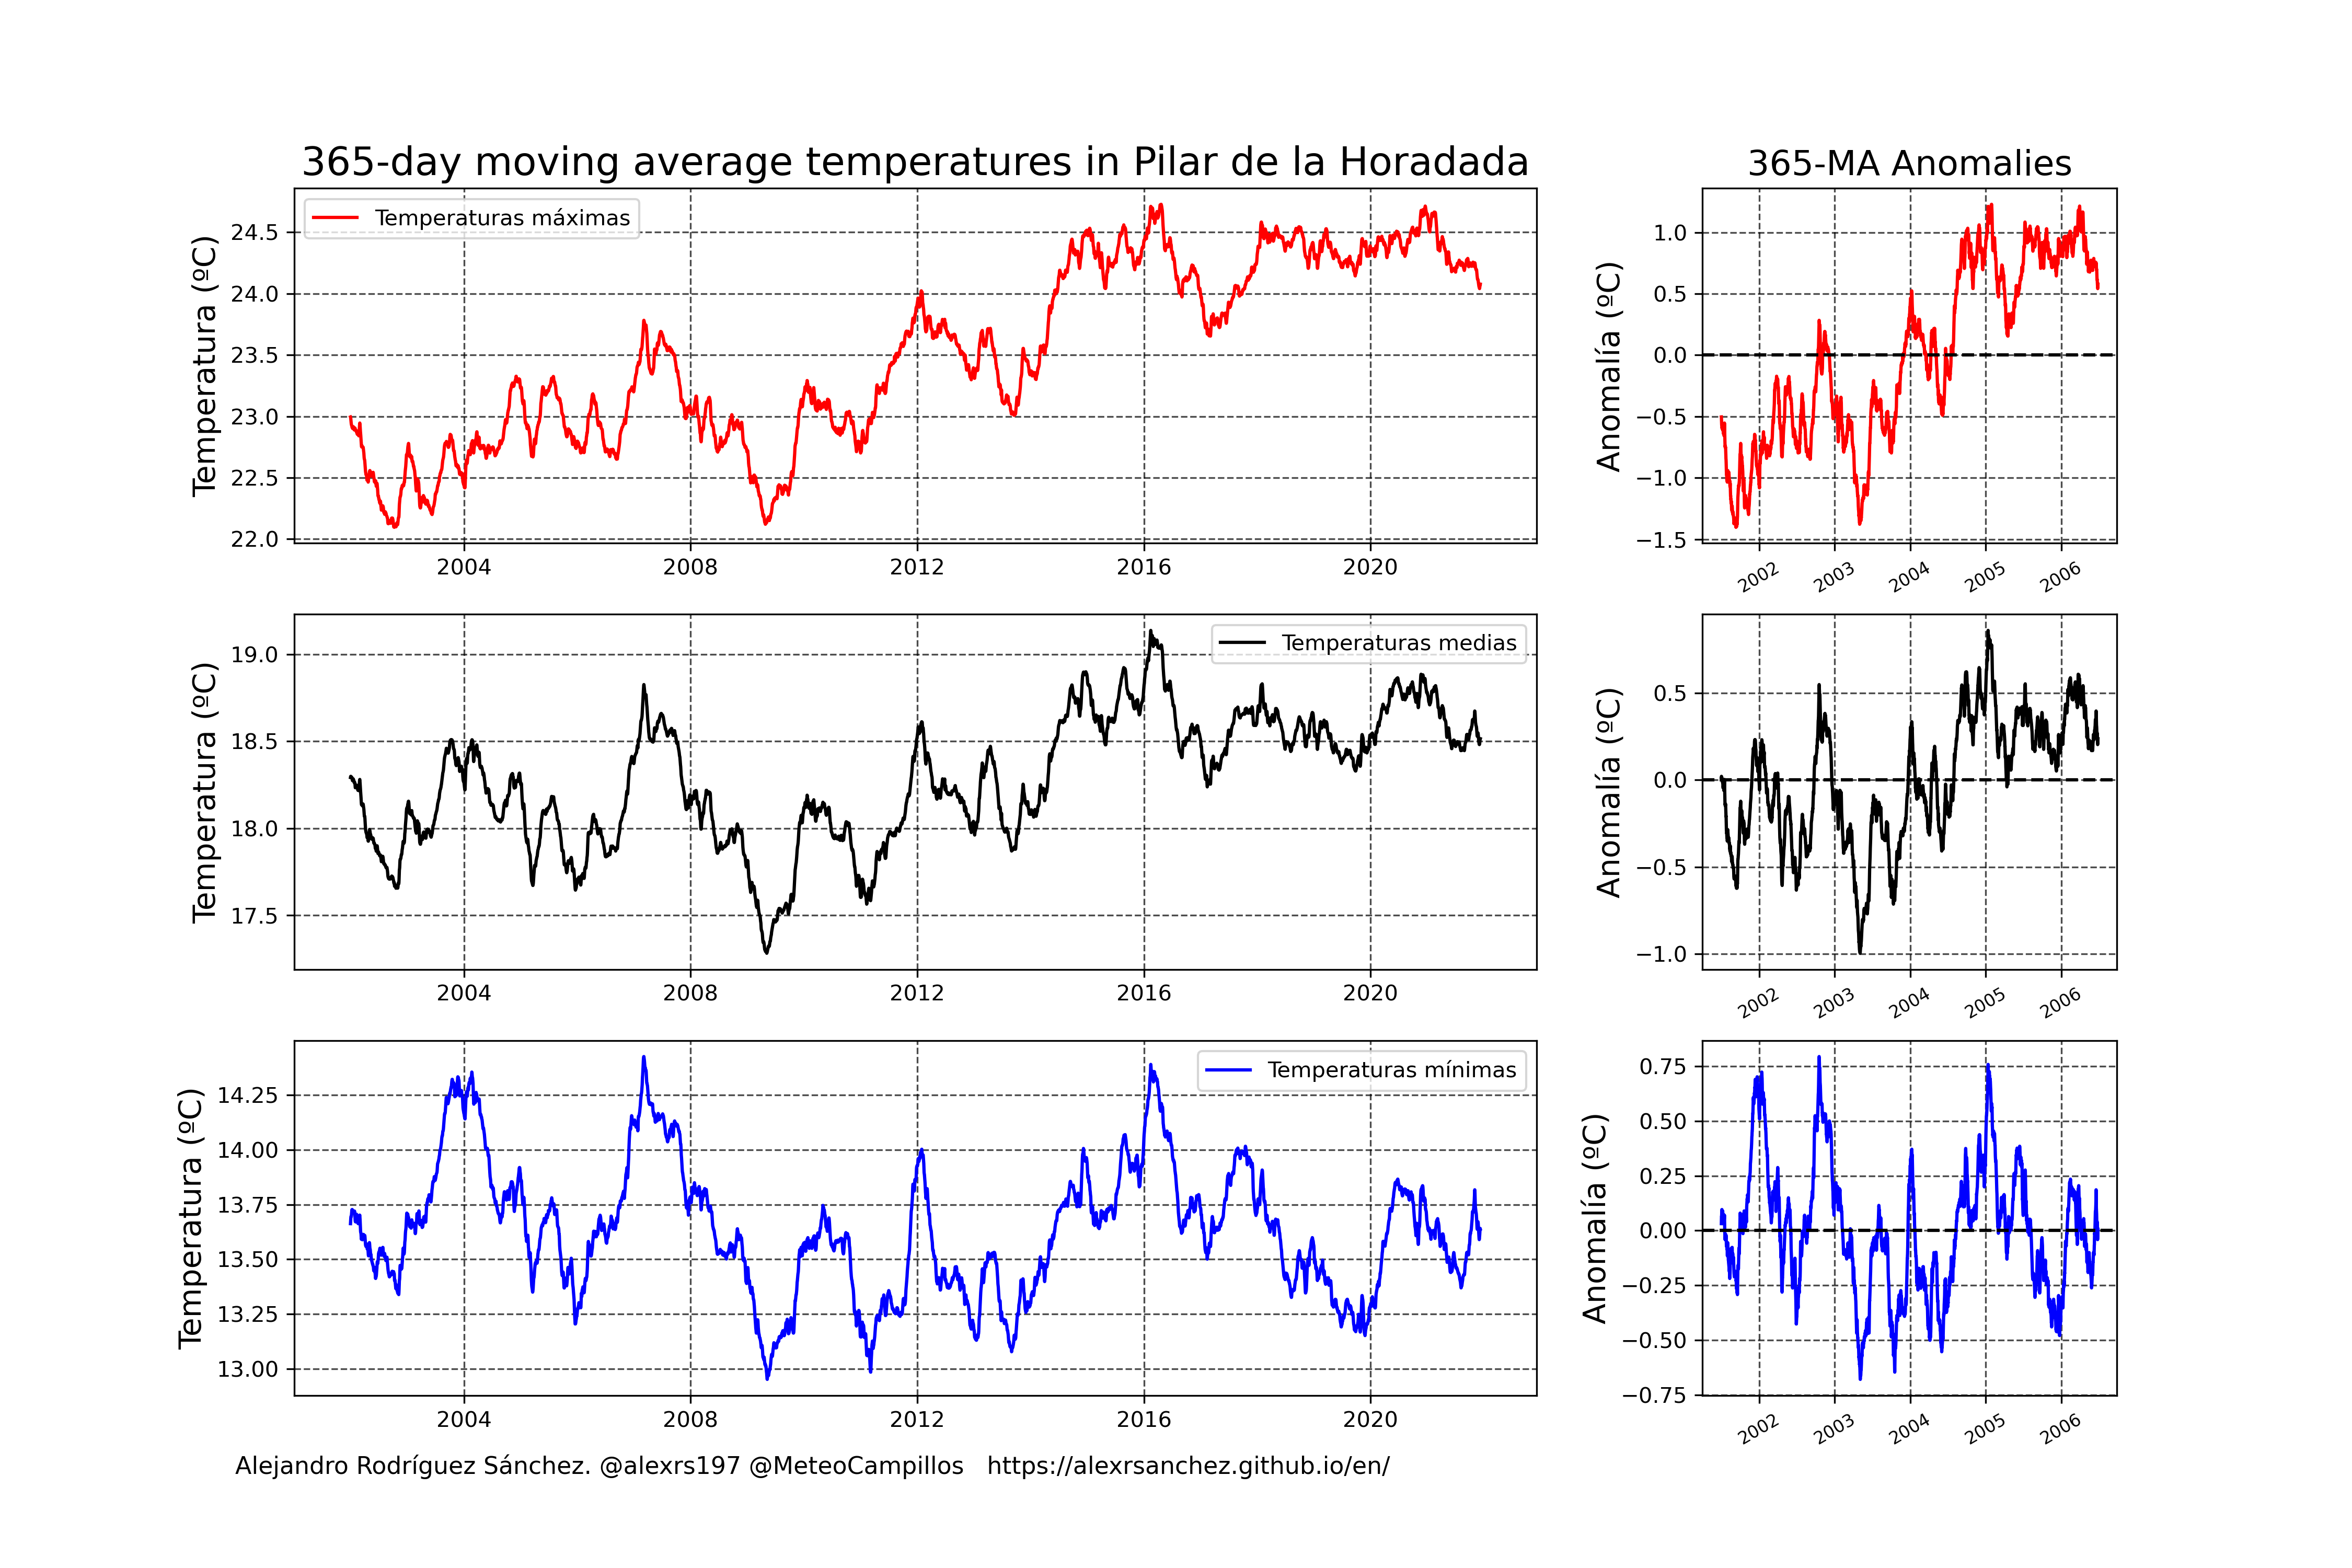 365-day moving average temperatures in Pilar de la Horadada
Temperatura (ºC)
24.5
24.0
23.5
23.0
22.5
22.0
Temperaturas máximas
2004 2008 2012 2016 2020
365-MA Anomalies
Anomalía (ºC)
1.0
0.5
0.0
−0.5
−1.0
−1.5
2002 2003 2004 2005 2006
Temperatura (ºC)
19.0
18.5
18.0
17.5
Temperaturas medias
2004 2008 2012 2016 2020
Anomalía (ºC)
0.5
0.0
−0.5
−1.0
2002 2003 2004 2005 2006
Temperatura (ºC)
14.25
14.00
13.75
13.50
13.25
13.00
Temperaturas mínimas
2004 2008 2012 2016 2020
Anomalía (ºC)
0.75
0.50
0.25
0.00
−0.25
−0.50
−0.75
2002 2003 2004 2005 2006
Alejandro Rodríguez Sánchez. @alexrs197 @MeteoCampillos https://alexrsanchez.github.io/en/